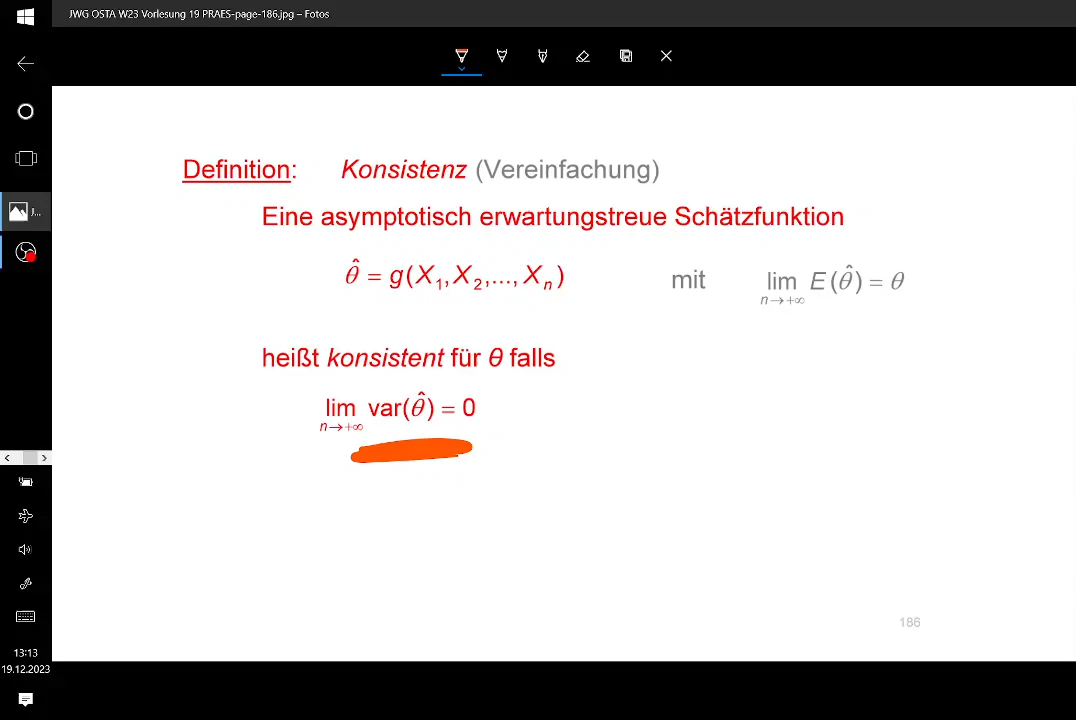 JWG OSTA W23 Vorlesung 19 PRAES-page-186.jpg – Fotos
J...
Definition: Konsistenz (Vereinfachung)
Eine asymptotisch erwartungstreue Schätzfunktion
θ̂ = g(X₁,X₂,...,Xₙ) mit lim E(θ̂) = θ
n→+∞
heißt konsistent für θ falls
lim var(θ̂) = 0
n→+∞
186
13:13
19.12.2023